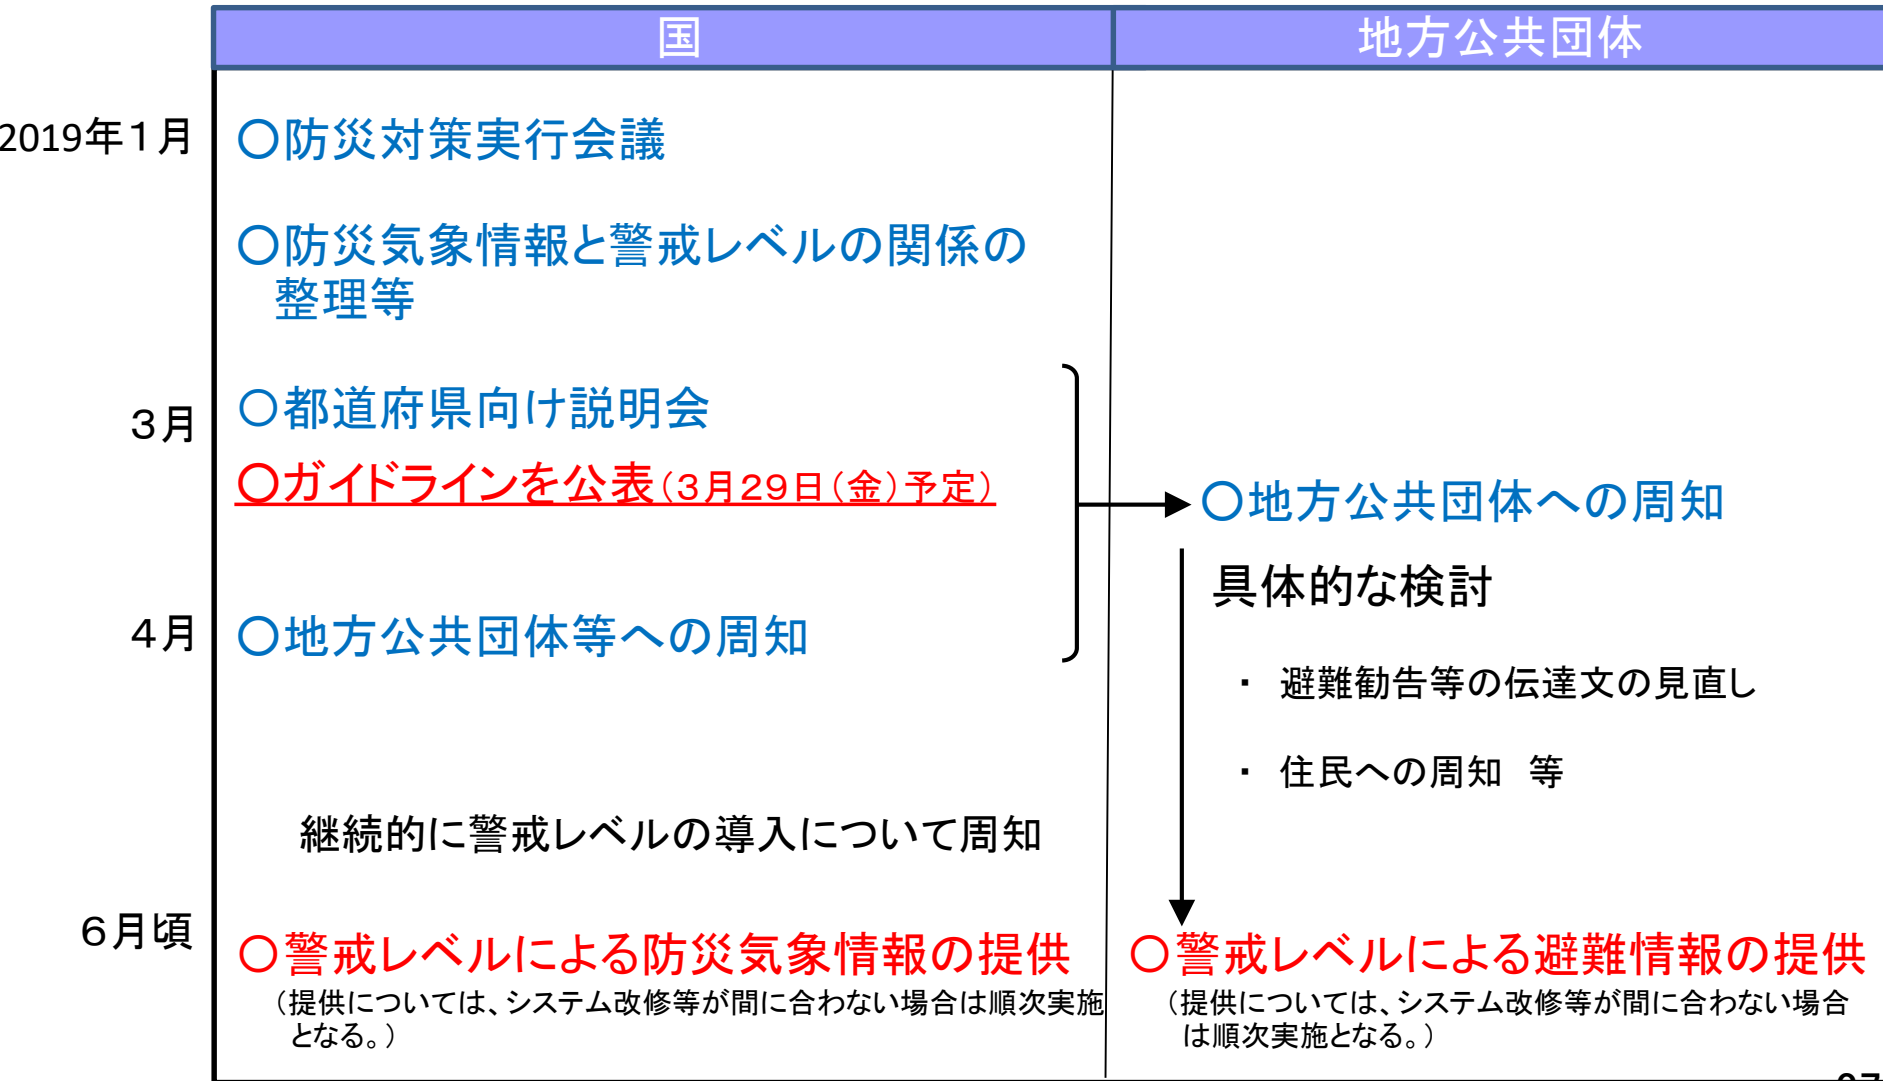 国
地方公共団体
2019年１月
〇防災対策実行会議
〇防災気象情報と警戒レベルの関係の
整理等
３月
〇都道府県向け説明会
〇ガイドラインを公表（３月２９日（金）予定）
〇地方公共団体への周知
具体的な検討
４月
〇地方公共団体等への周知
・ 避難勧告等の伝達文の見直し
・ 住民への周知　等
継続的に警戒レベルの導入について周知
６月頃
〇警戒レベルによる防災気象情報の提供
（提供については、システム改修等が間に合わない場合は順次実施
となる。）
〇警戒レベルによる避難情報の提供
（提供については、システム改修等が間に合わない場合
は順次実施となる。）